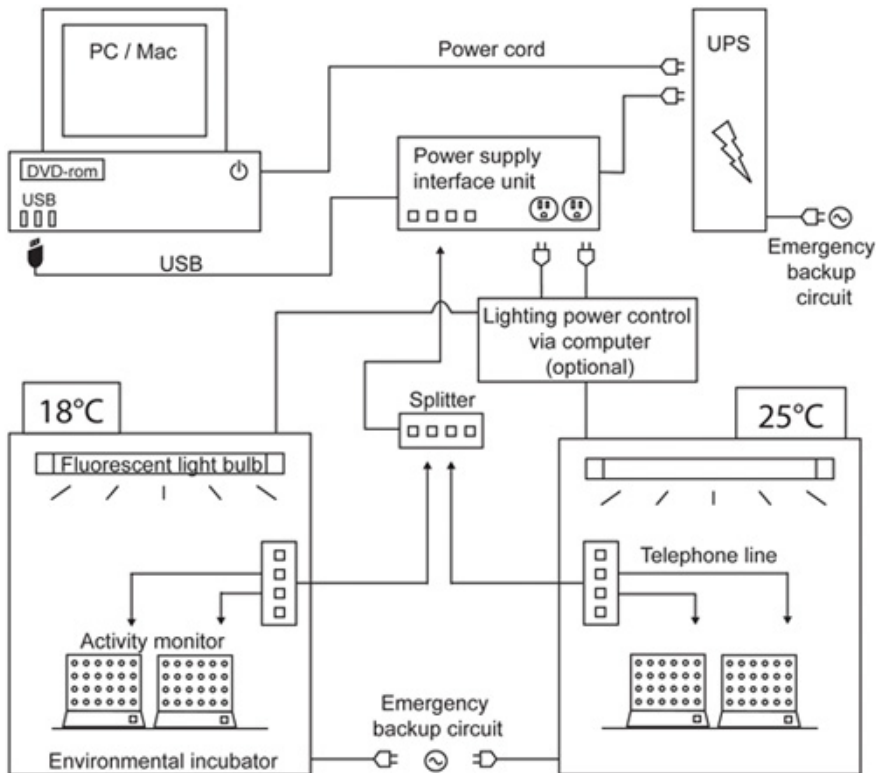 PC / Mac
Power cord
UPS
DVD-rom
USB
Power supply
interface unit
USB
Emergency
backup
circuit
Lighting power control
via computer
(optional)
Splitter
18°C
25°C
Fluorescent light bulb
Telephone line
Activity monitor
Emergency
backup circuit
Environmental incubator